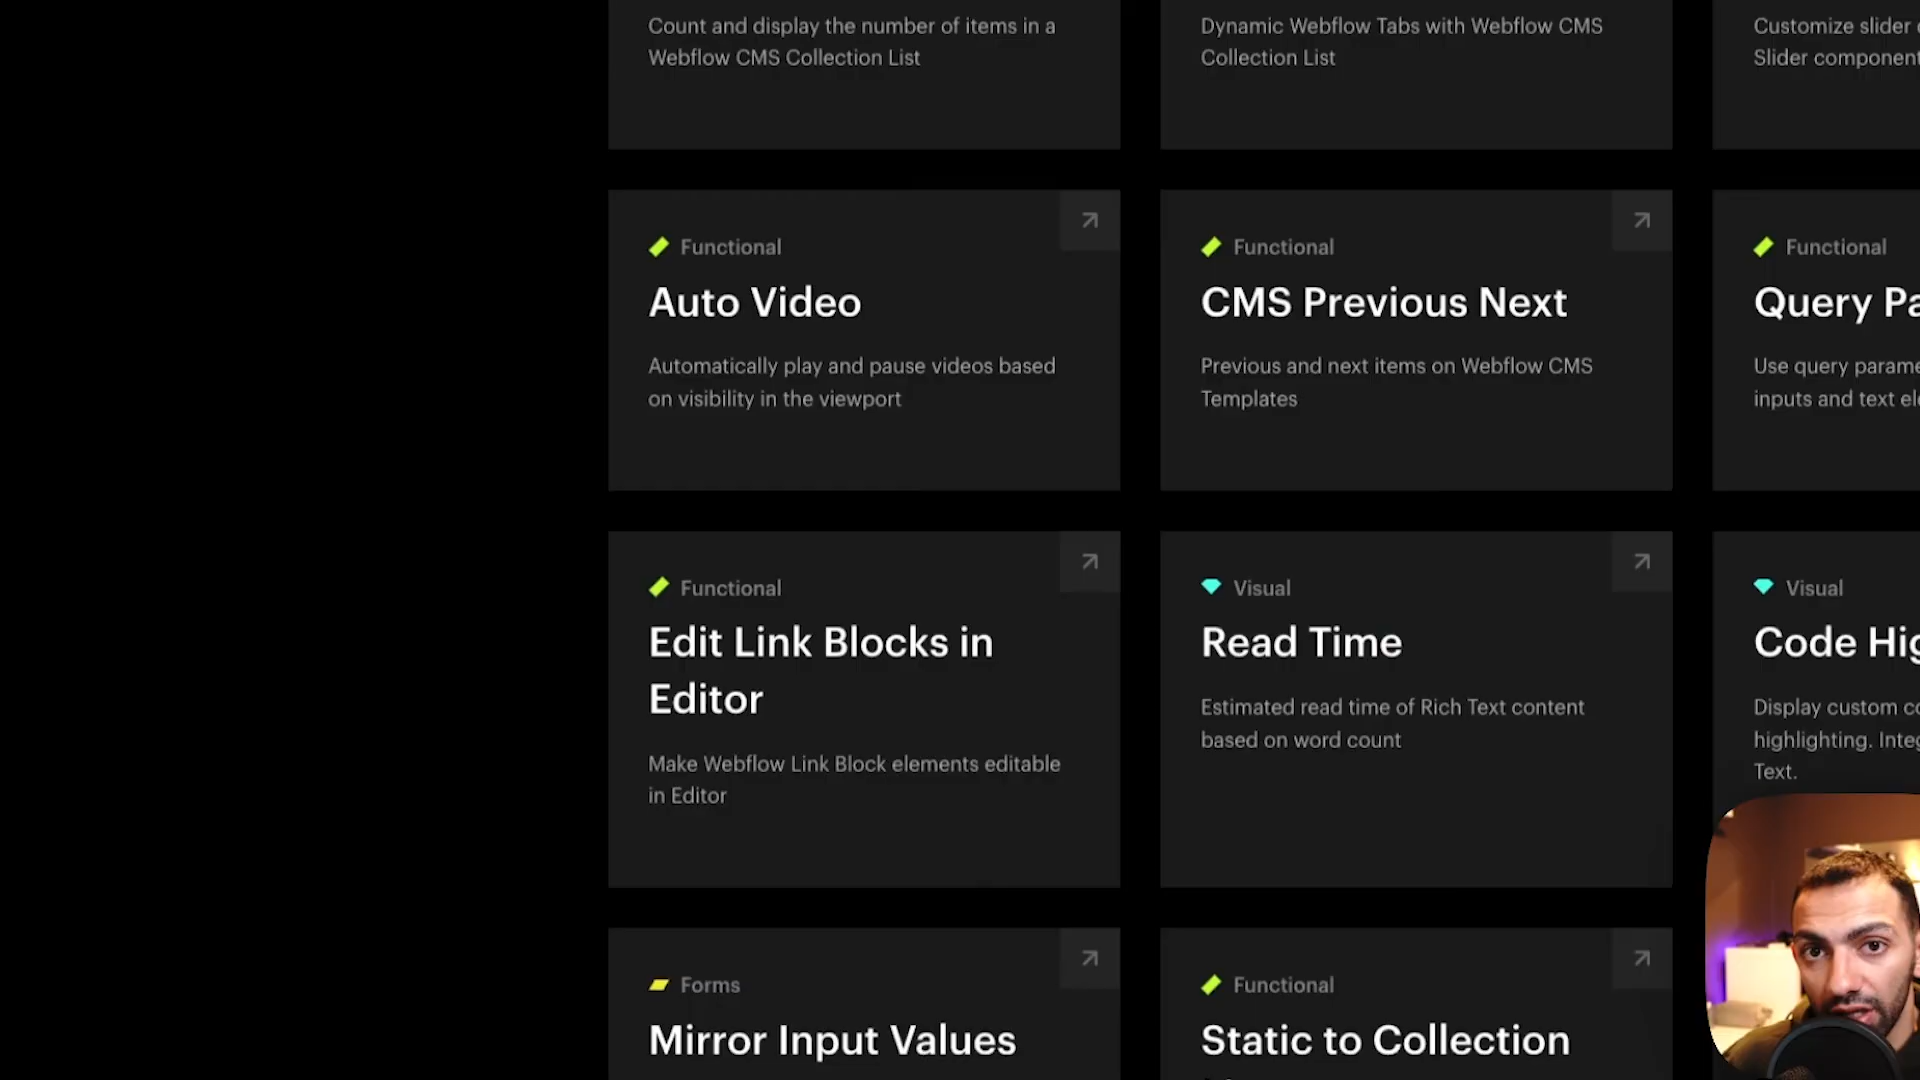 Count and display the number of items in a
Webflow CMS Collection List
Dynamic Webflow Tabs with Webflow CMS
Collection List
Customize slider
Slider component
Functional
Auto Video
Automatically play and pause videos based
on visibility in the viewport
Functional
CMS Previous Next
Previous and next items on Webflow CMS
Templates
Functional
Query Pa
Use query parame
inputs and text el
Functional
Edit Link Blocks in
Editor
Make Webflow Link Block elements editable
in Editor
Visual
Read Time
Estimated read time of Rich Text content
based on word count
Visual
Code Hig
Display custom co
highlighting. Integ
Text.
Forms
Mirror Input Values
Functional
Static to Collection